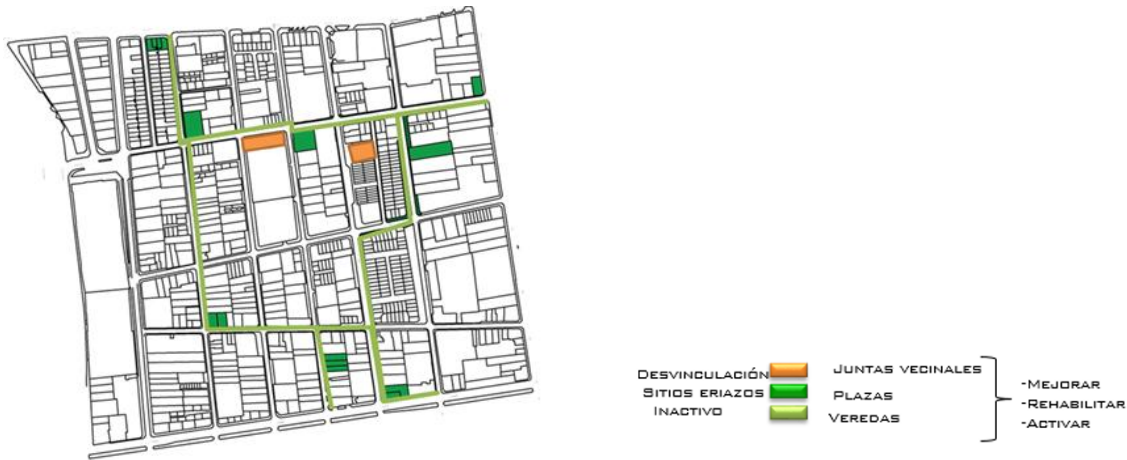 DESVINCULACIÓN JUNTAS VECINALES
SITIOS ERIAZOS PLAZAS
INACTIVO VEREDAS
-MEJORAR
-REHABILITAR
-ACTIVAR